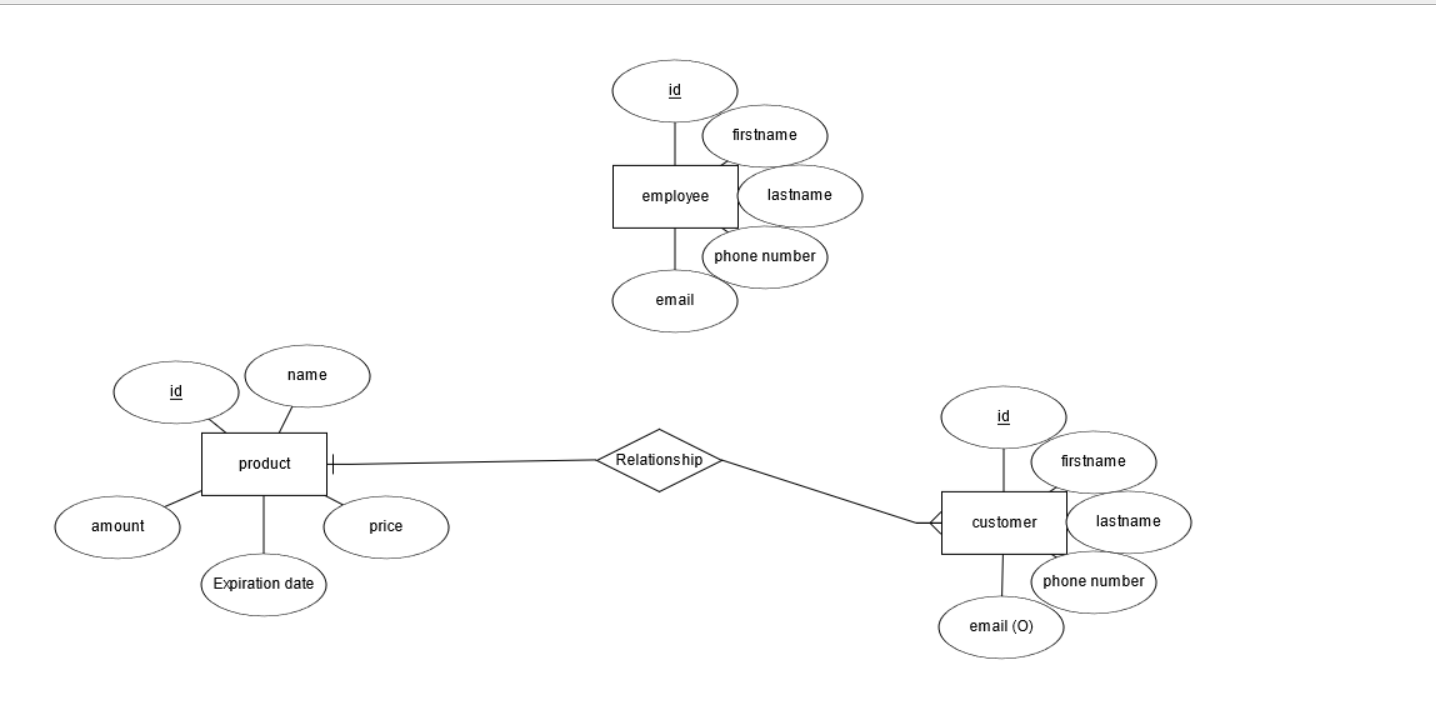 id
firstname
employee
lastname
phone number
email
id
name
product
amount
price
Expiration date
Relationship
id
firstname
customer
lastname
phone number
email (O)